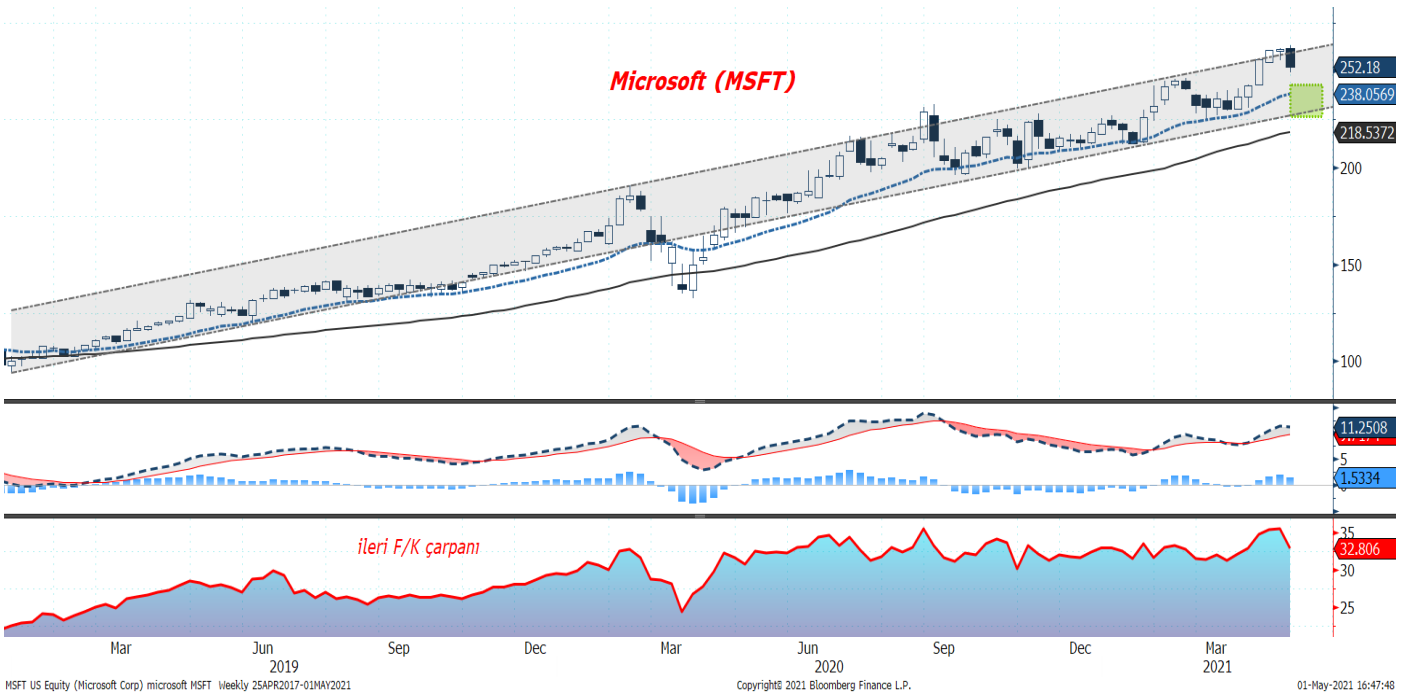 Microsoft (MSFT)
252.18
238.0569
218.5372
200
150
100
11.2508
5
1.5334
0
ileri F/K çarpanı
35
32.806
30
25
Mar Jun Sep Dec Mar Jun Sep Dec Mar
2019 2020 2021
MSFT US Equity (Microsoft Corp) microsoft MSFT Weekly 25APR2017-01MAY2021 Copyright© 2021 Bloomberg Finance L.P. 01-May-2021 16:47:48